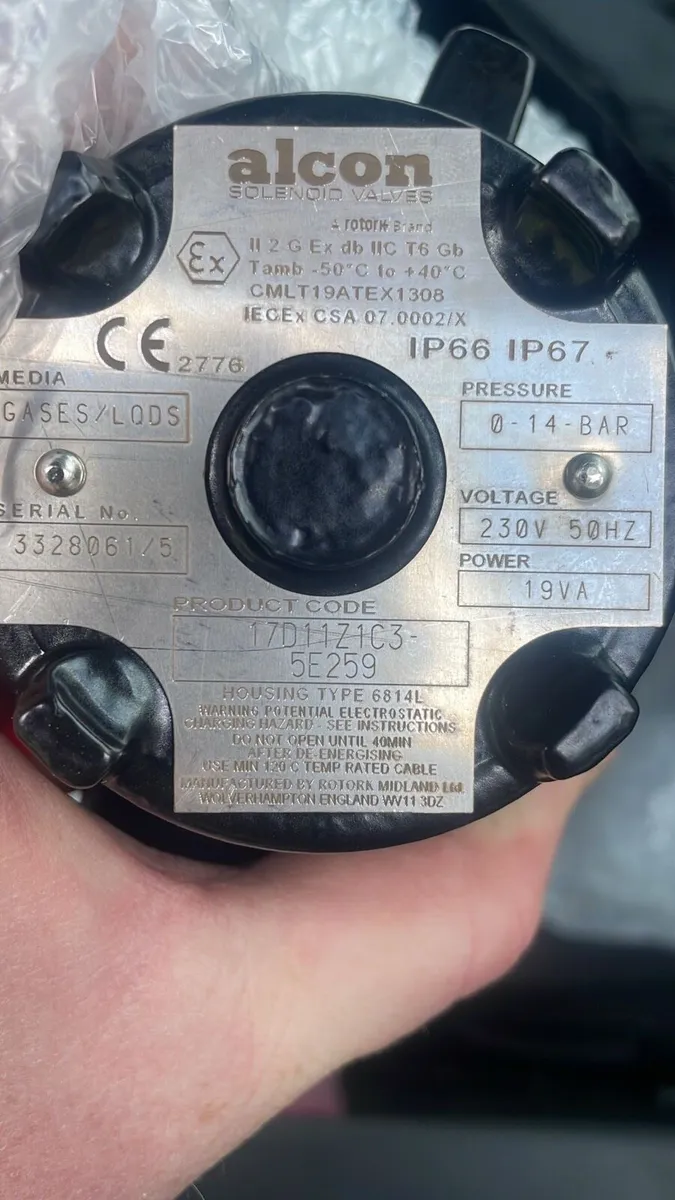 alcon
SOLENOID VALVES
A rotork Brand
Ex
II 2 G Ex db IIC T6 Gb
Tamb -50°C to +40°C
CMLT19ATEX1308
IECEx CSA 07.0002/X
CE 2776
IP66 IP67
MEDIA
GASES/LQDS
SERIAL No.
3328061/5
PRESSURE
0-14-BAR
VOLTAGE
230V 50HZ
POWER
19VA
PRODUCT CODE
17D11Z1C3-
5E259
HOUSING TYPE 6814L
WARNING POTENTIAL ELECTROSTATIC
CHARGING HAZARD - SEE INSTRUCTIONS
DO NOT OPEN UNTIL 40MIN
AFTER DE-ENERGISING
USE MIN 120 C TEMP RATED CABLE
MANUFACTURED BY ROTORK MIDLAND Ltd,
WOLVERHAMPTON ENGLAND WV11 3DZ